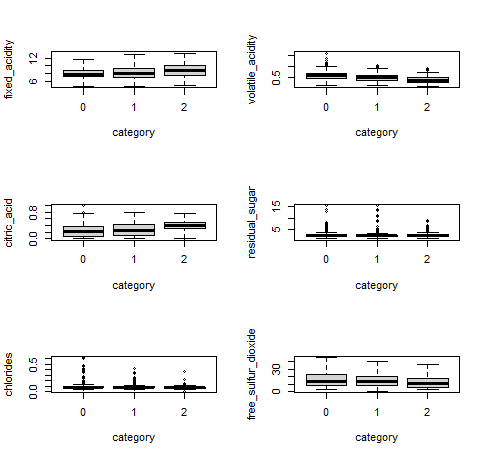 fixed_acidity
6 12
0 1 2
category
volatile_acidity
0.5
0 1 2
category
citric_acid
0.0 0.8
0 1 2
category
residual_sugar
5 15
0 1 2
category
chlorides
0.0 0.5
0 1 2
category
free_sulfur_dioxide
0 30
0 1 2
category